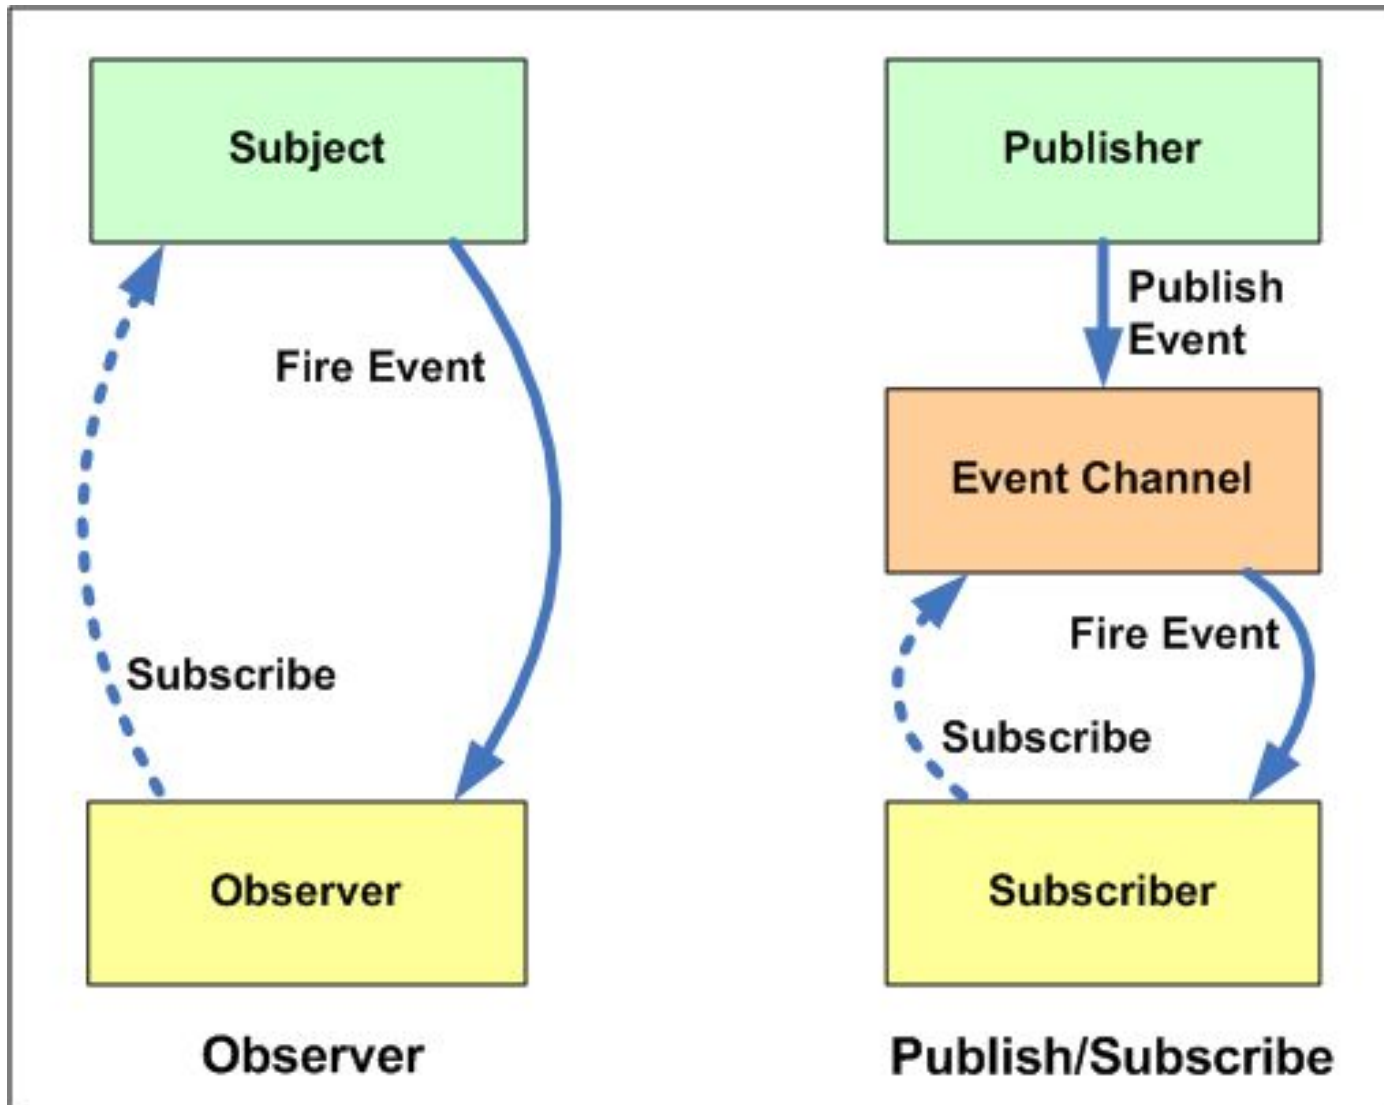 Subject
Fire Event
Subscribe
Observer
Observer
Publisher
Publish
Event
Event Channel
Fire Event
Subscribe
Subscriber
Publish/Subscribe